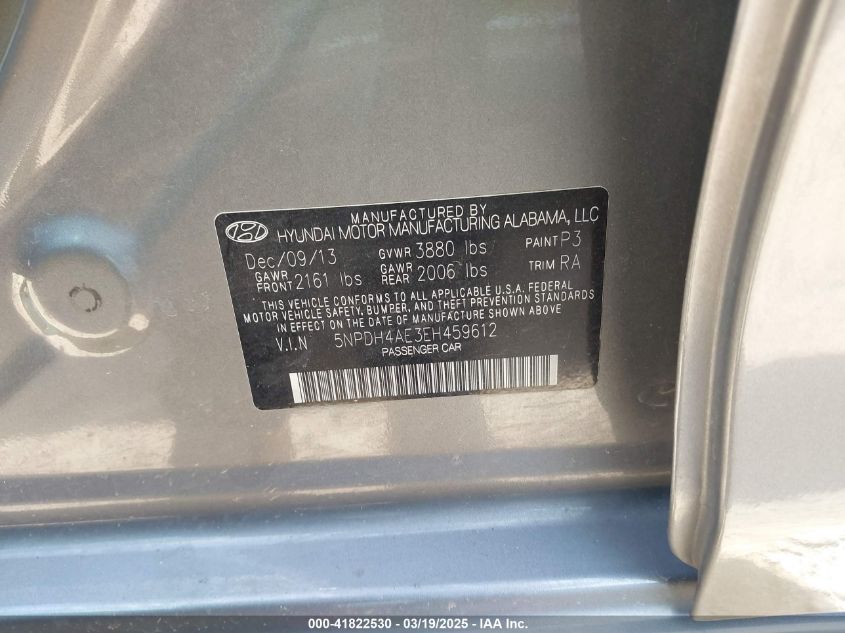 MANUFACTURED BY
HYUNDAI MOTOR MANUFACTURING ALABAMA, LLC
Dec/09/13 GVWR 3880 lbs PAINT P3
GAWR FRONT 2161 lbs GAWR REAR 2006 lbs TRIM RA
THIS VEHICLE CONFORMS TO ALL APPLICABLE U.S.A. FEDERAL
MOTOR VEHICLE SAFETY, BUMPER, AND THEFT PREVENTION STANDARDS
IN EFFECT ON THE DATE OF MANUFACTURE SHOWN ABOVE
V.I.N 5NPDH4AE3EH459612
PASSENGER CAR
000-41822530 - 03/19/2025 - IAA Inc.